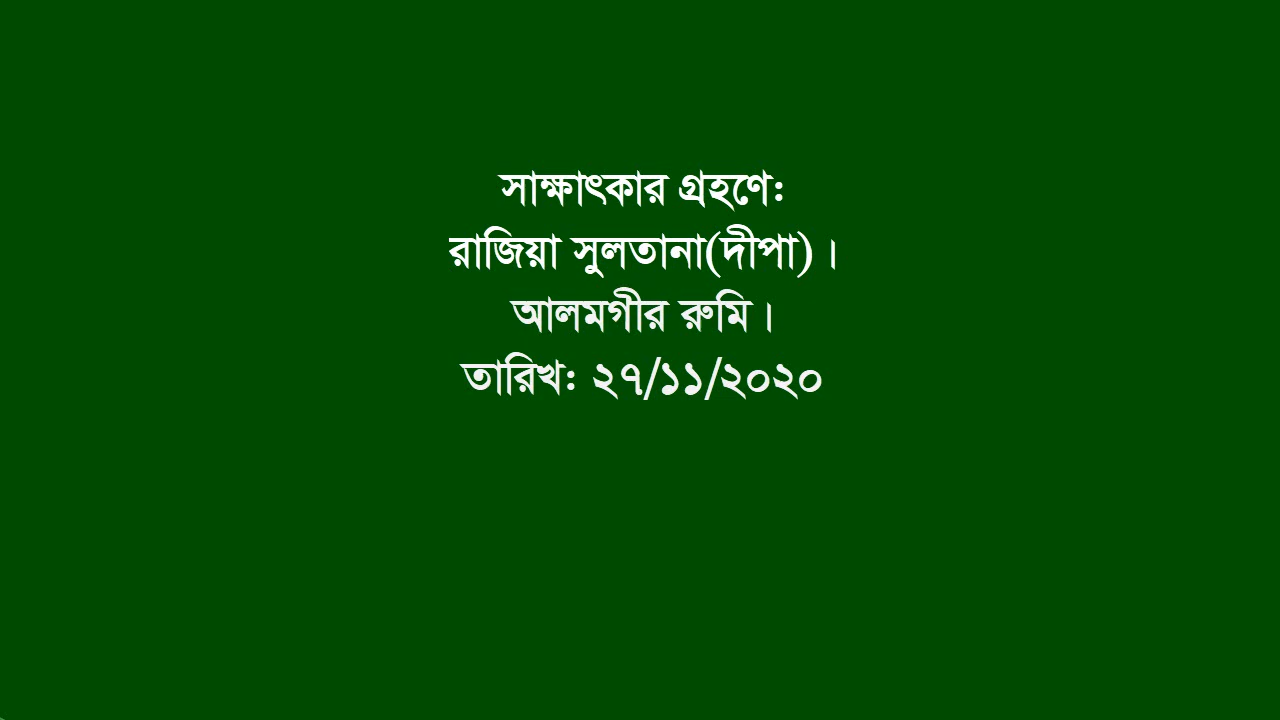 সাক্ষাৎকার গ্রহণে:
রাজিয়া সুলতানা(দীপা)।
আলমগীর রুমি।
তারিখ: ২৭/১১/২০২০